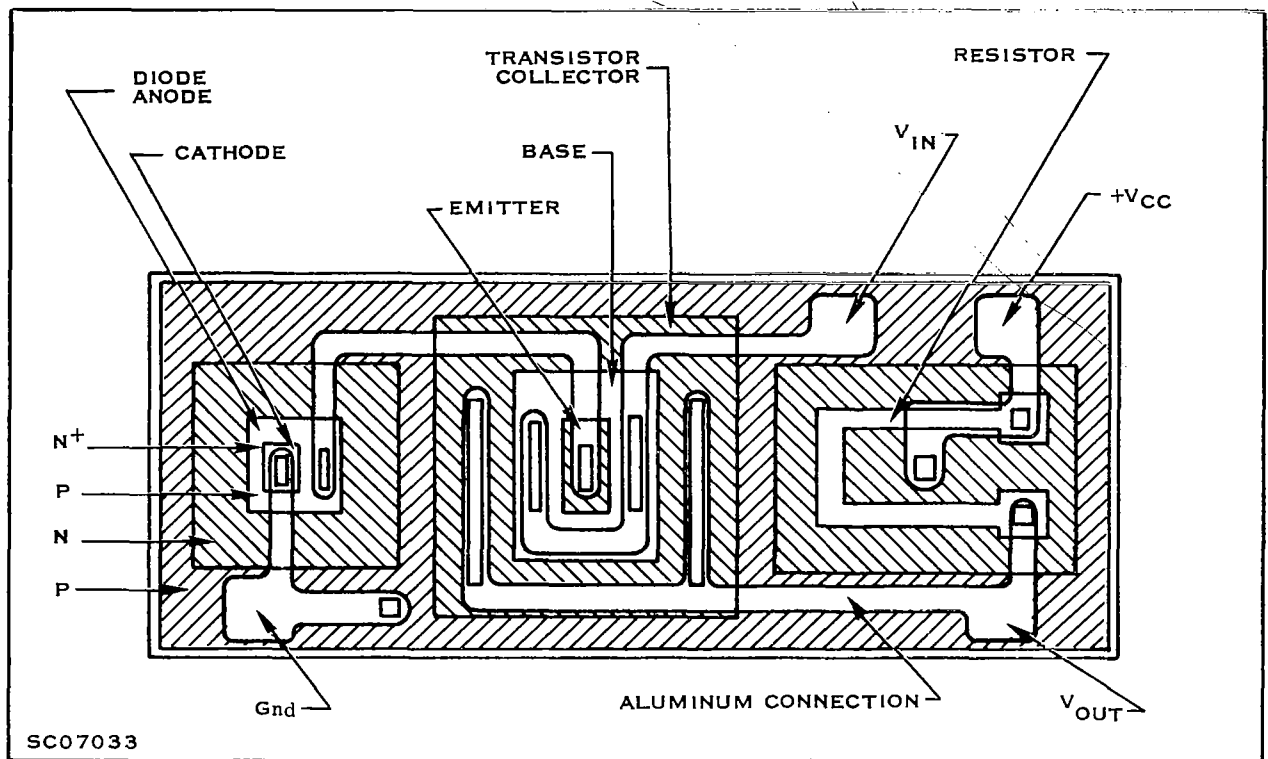 TRANSISTOR
COLLECTOR
RESISTOR
DIODE
ANODE
VIN
CATHODE
BASE
+VCC
EMITTER
N+
P
N
P
ALUMINUM CONNECTION
VOUT
Gnd
SC07033